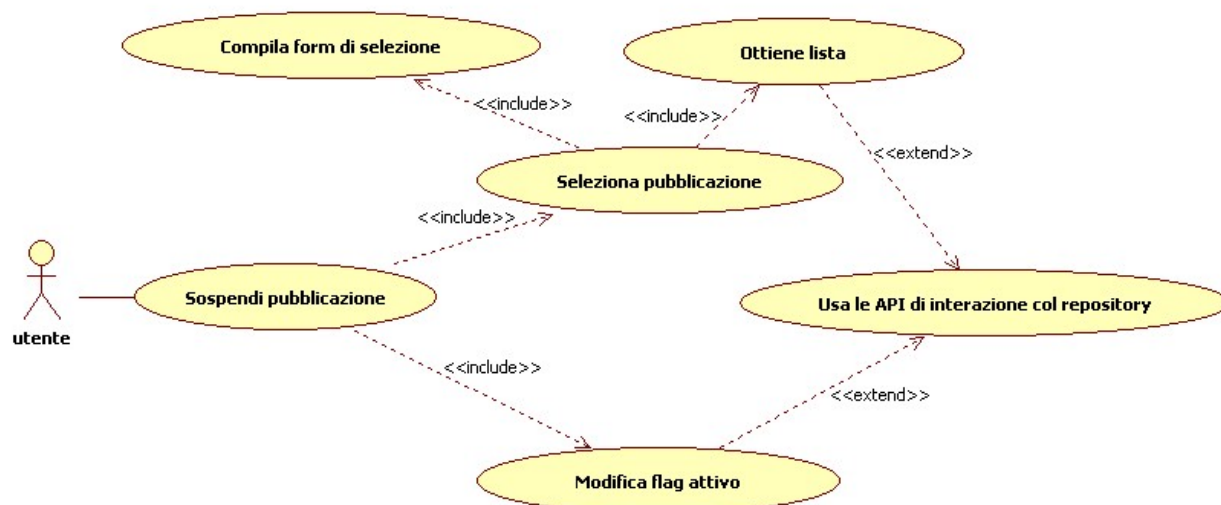 Compila form di selezione
Ottiene lista
<<include>>
<<include>>
<<extend>>
Seleziona pubblicazione
<<include>>
Sospendi pubblicazione
Usa le API di interazione col repository
utente
<<include>>
<<extend>>
Modifica flag attivo